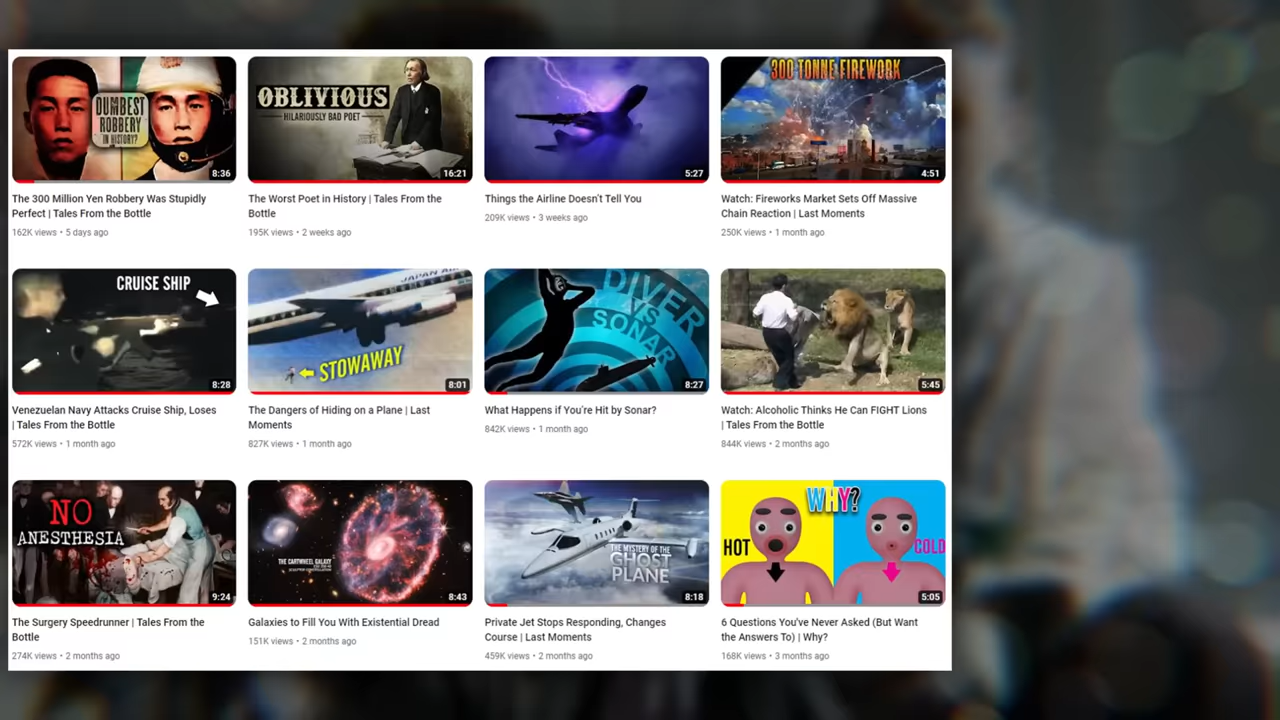 DUMBEST
ROBBERY
IN HISTORY?
8:36
OBLIVIOUS
HILARIOUSLY BAD POET
16:21
5:27
300 TONNE FIREWORK
4:51
The 300 Million Yen Robbery Was Stupidly
Perfect | Tales From the Bottle
162K views • 5 days ago
The Worst Poet in History | Tales From the
Bottle
195K views • 2 weeks ago
Things the Airline Doesn't Tell You
209K views • 3 weeks ago
Watch: Fireworks Market Sets Off Massive
Chain Reaction | Last Moments
250K views • 1 month ago
CRUISE SHIP
8:28
JAPAN AIR
STOWAWAY
8:01
DIVER
VS
SONAR
8:27
5:45
Venezuelan Navy Attacks Cruise Ship, Loses
| Tales From the Bottle
572K views • 1 month ago
The Dangers of Hiding on a Plane | Last
Moments
827K views • 1 month ago
What Happens if You're Hit by Sonar?
842K views • 1 month ago
Watch: Alcoholic Thinks He Can FIGHT Lions
| Tales From the Bottle
844K views • 2 months ago
NO
ANESTHESIA
9:24
THE CARTWHEEL GALAXY
8:43
THE MYSTERY OF THE
GHOST
PLANE
8:18
WHY?
HOT
COLD
5:05
The Surgery Speedrunner | Tales From the
Bottle
274K views • 2 months ago
Galaxies to Fill You With Existential Dread
151K views • 2 months ago
Private Jet Stops Responding, Changes
Course | Last Moments
459K views • 2 months ago
6 Questions You've Never Asked (But Want
the Answers To) | Why?
168K views • 3 months ago